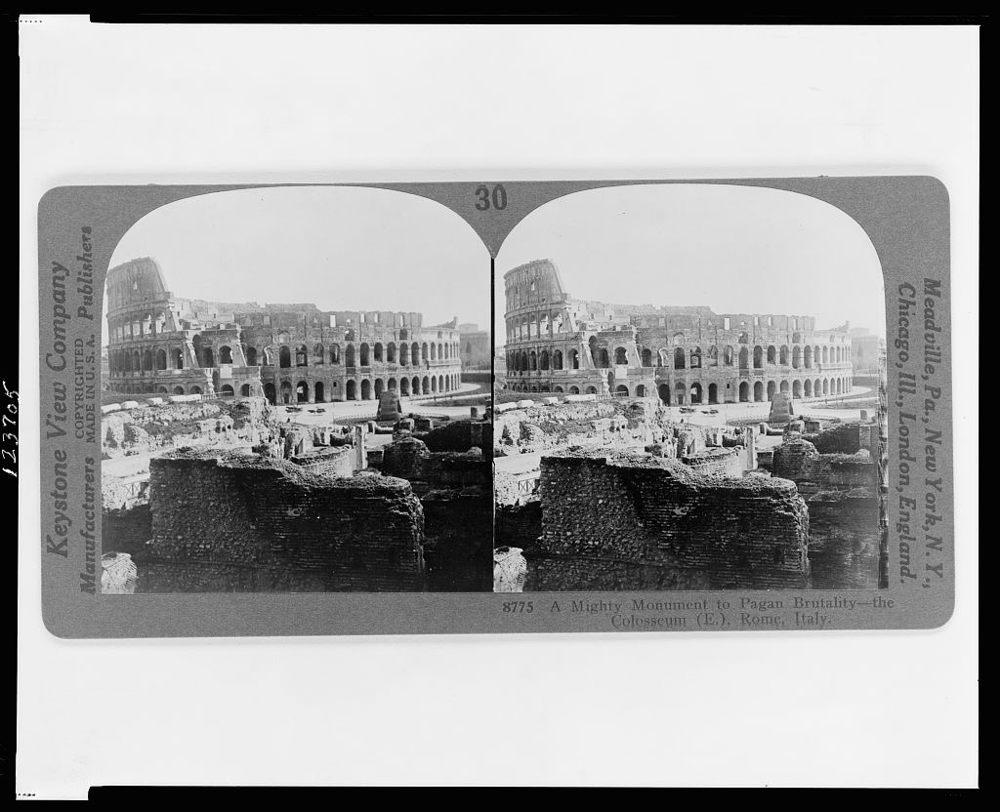 12705
30
Keystone View Company
COPYRIGHTED
MADE IN U.S.A.
Manufacturers Publishers
Meadville, Pa., New York, N. Y.,
Chicago, Ill., London, England.
8775 A Mighty Monument to Pagan Brutality—the
Colosseum (E.), Rome, Italy.